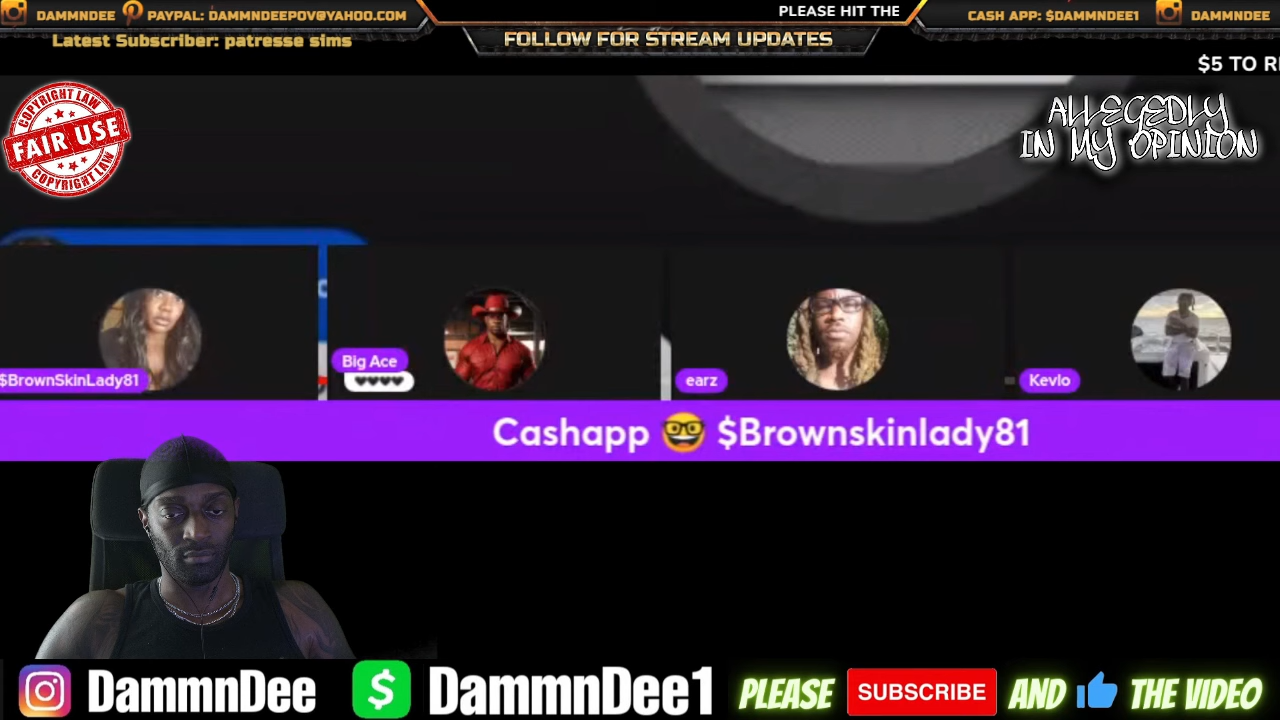 DAMMNDEE PAYPAL: DAMMNDEEPOV@YAHOO.COM
PLEASE HIT THE
CASH APP: $DAMMNDEE1 DAMMNDEE
Latest Subscriber: patresse sims
FOLLOW FOR STREAM UPDATES
$5 TO
COPYRIGHT LAW
FAIR USE
COPYRIGHT LAW
ALLEGEDLY
IN MY OPINION
$BrownSkinLady81
Big Ace
earz
Kevlo
Cashapp 🤓 $Brownskinlady81
DammnDee
$ DammnDee1
PLEASE SUBSCRIBE AND 👍 THE VIDEO